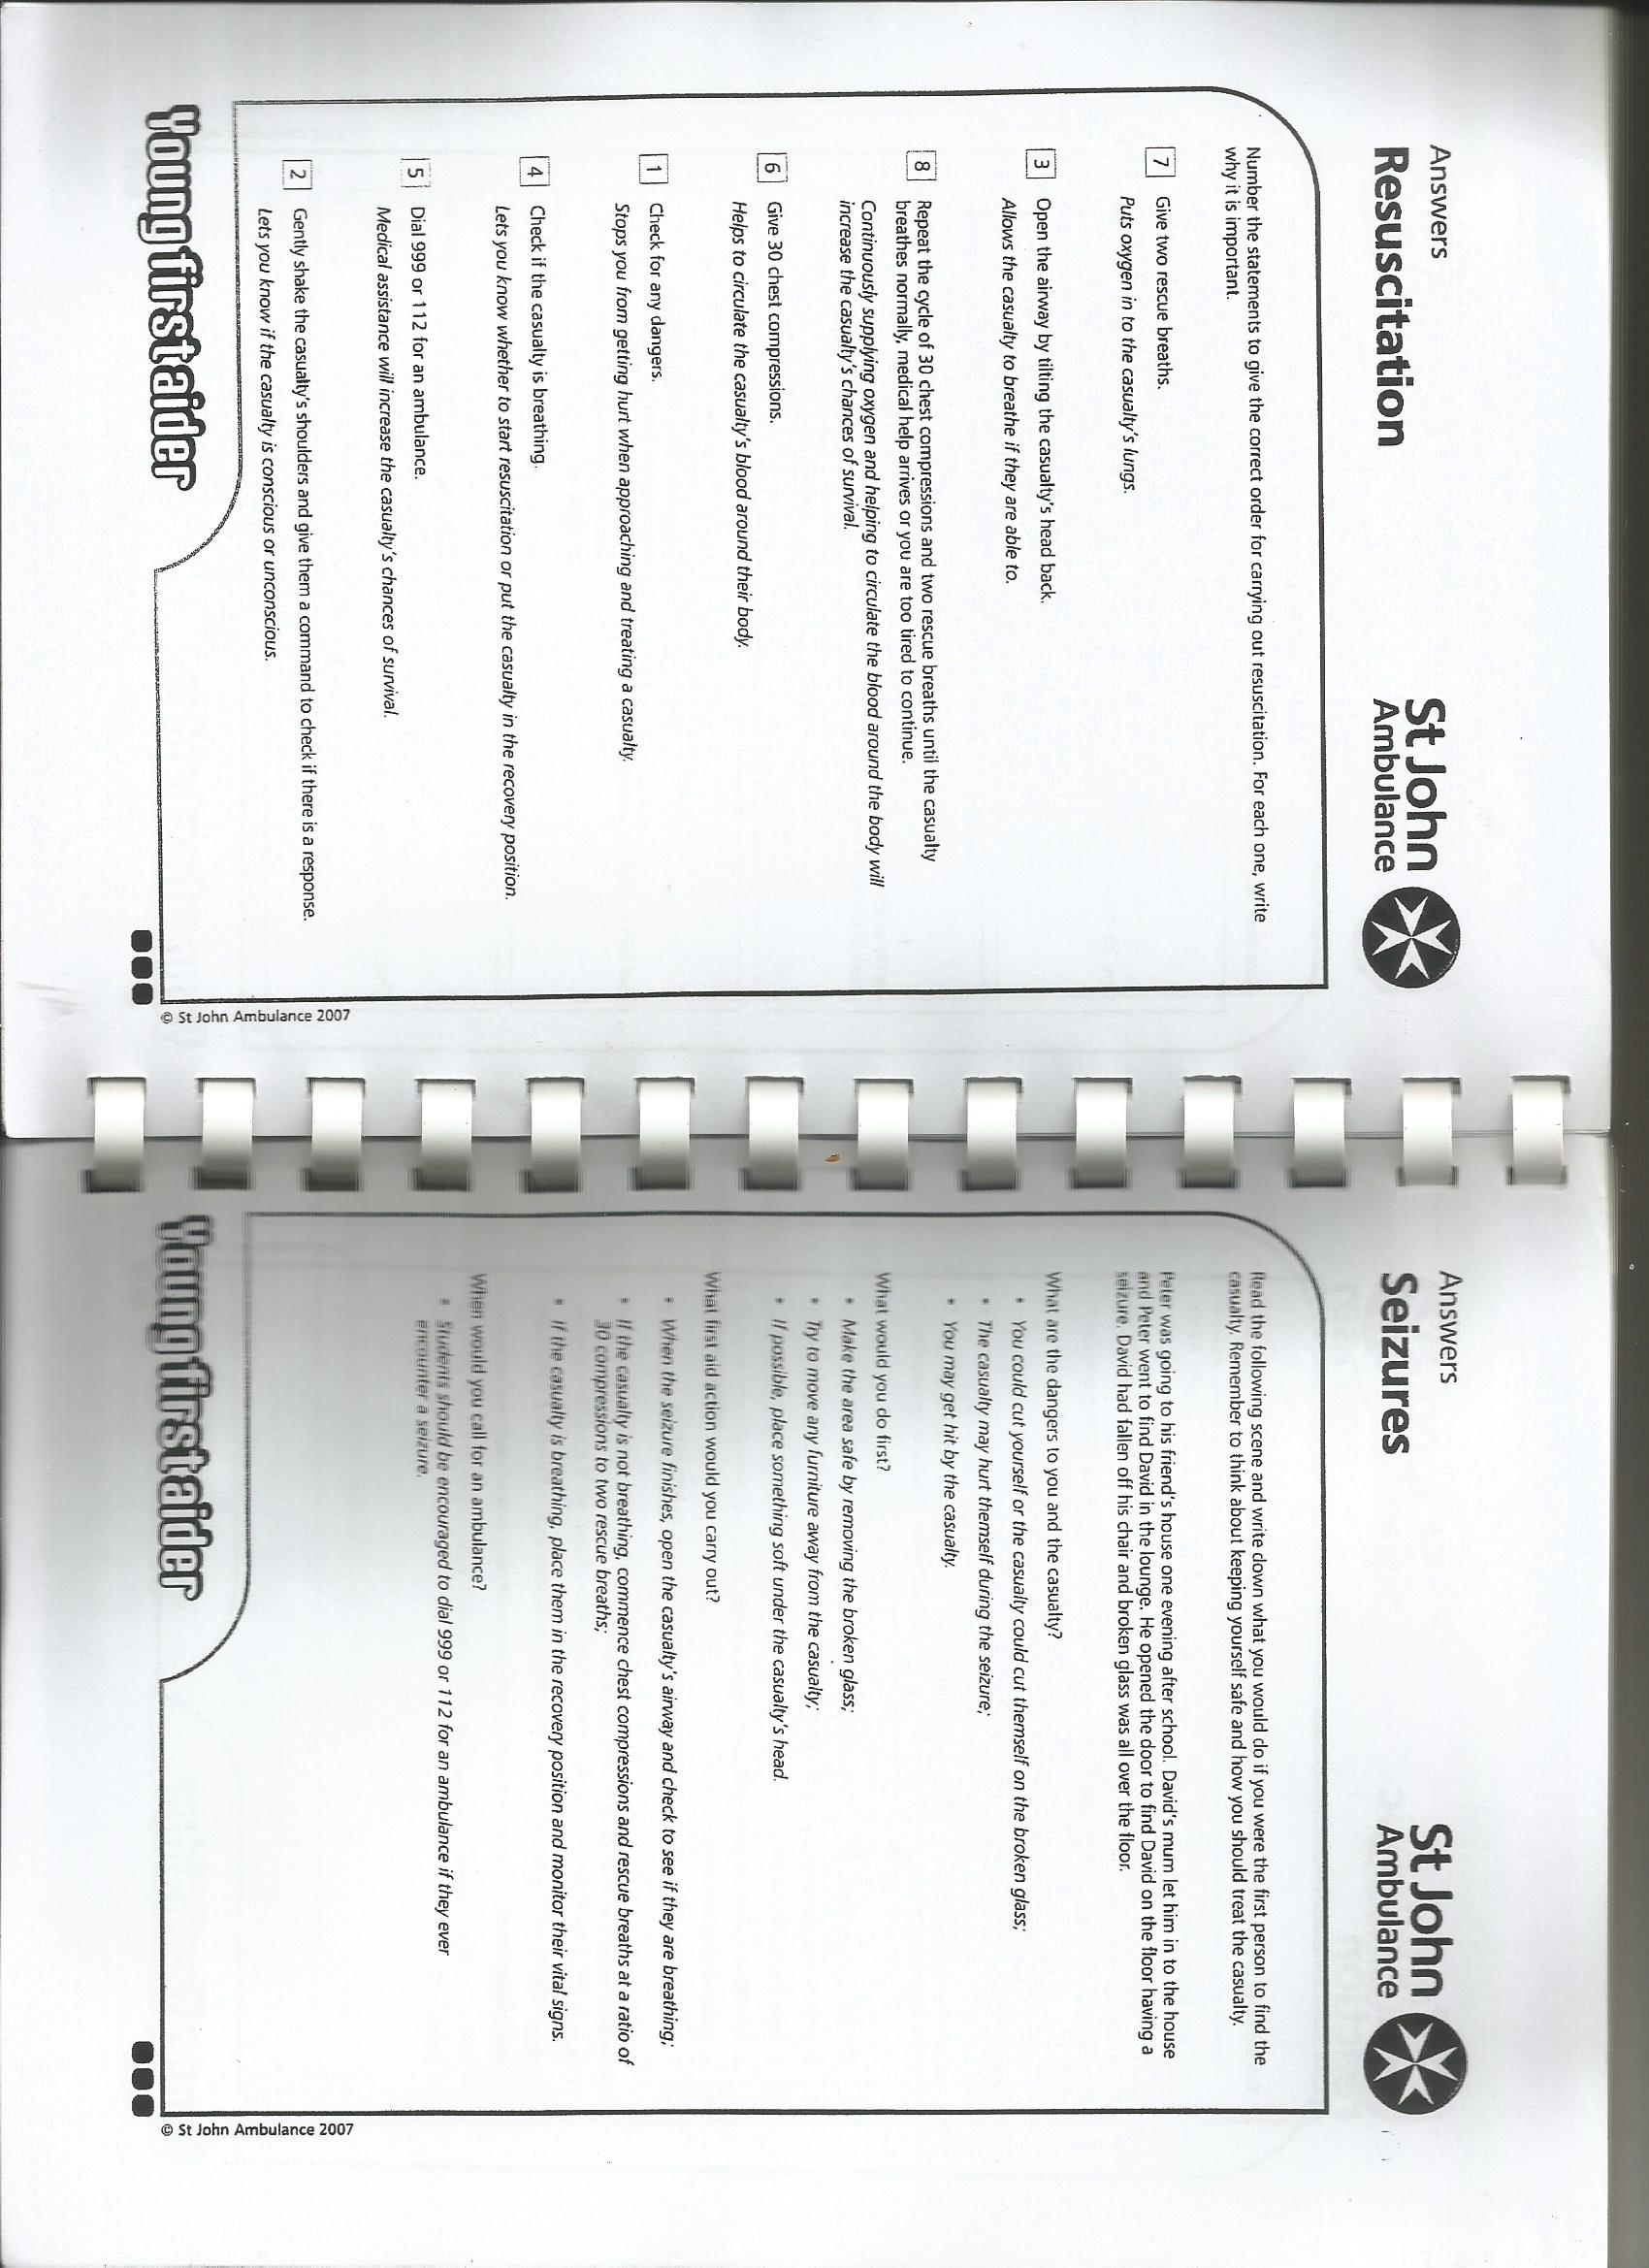 Answers
Resuscitation
St John
Ambulance
Number the statements to give the correct order for carrying out resuscitation. For each one, write
why it is important.
7 Give two rescue breaths.
Puts oxygen in to the casualty's lungs.
3 Open the airway by tilting the casualty's head back.
Allows the casualty to breathe if they are able to.
8 Repeat the cycle of 30 chest compressions and two rescue breaths until the casualty
breathes normally, medical help arrives or you are too tired to continue.
Continuously supplying oxygen and helping to circulate the blood around the body will
increase the casualty's chances of survival.
6 Give 30 chest compressions.
Helps to circulate the casualty's blood around their body.
1 Check for any dangers.
Stops you from getting hurt when approaching and treating a casualty.
4 Check if the casualty is breathing.
Lets you know whether to start resuscitation or put the casualty in the recovery position.
5 Dial 999 or 112 for an ambulance.
Medical assistance will increase the casualty's chances of survival.
2 Gently shake the casualty's shoulders and give them a command to check if there is a response.
Lets you know if the casualty is conscious or unconscious.
Young first aider
© St John Ambulance 2007
Answers
Seizures
St John
Ambulance
Read the following scene and write down what you would do if you were the first person to find the
casualty. Remember to think about keeping yourself safe and how you should treat the casualty.
Peter was going to his friend's house one evening after school. David's mum let him in to the house
and Peter went to find David in the lounge. He opened the door to find David on the floor having a
seizure. David had fallen off his chair and broken glass was all over the floor.
What are the dangers to you and the casualty?
• You could cut yourself or the casualty could cut themself on the broken glass;
• The casualty may hurt themself during the seizure;
• You may get hit by the casualty.
What would you do first?
• Make the area safe by removing the broken glass;
• Try to move any furniture away from the casualty;
• If possible, place something soft under the casualty's head.
What first aid action would you carry out?
• When the seizure finishes, open the casualty's airway and check to see if they are breathing;
• If the casualty is not breathing, commence chest compressions and rescue breaths at a ratio of
30 compressions to two rescue breaths;
• If the casualty is breathing, place them in the recovery position and monitor their vital signs.
When would you call for an ambulance?
• Students should be encouraged to dial 999 or 112 for an ambulance if they ever
encounter a seizure.
Young first aider
© St John Ambulance 2007